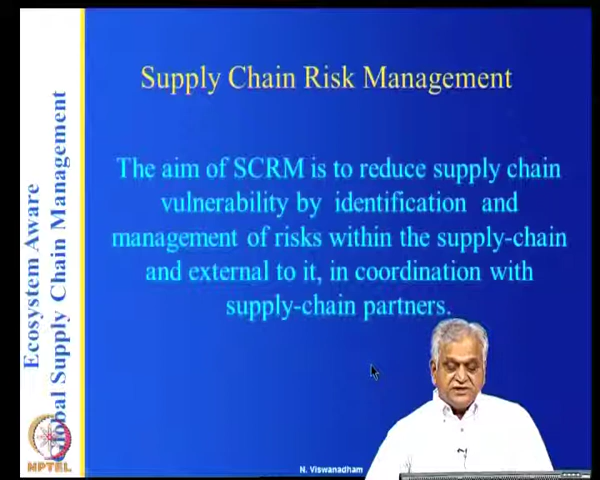 Supply Chain Risk Management
The aim of SCRM is to reduce supply chain
vulnerability by identification and
management of risks within the supply-chain
and external to it, in coordination with
supply-chain partners.
Ecosystem Aware
Global Supply Chain Management
NPTEL
N. Viswanadham